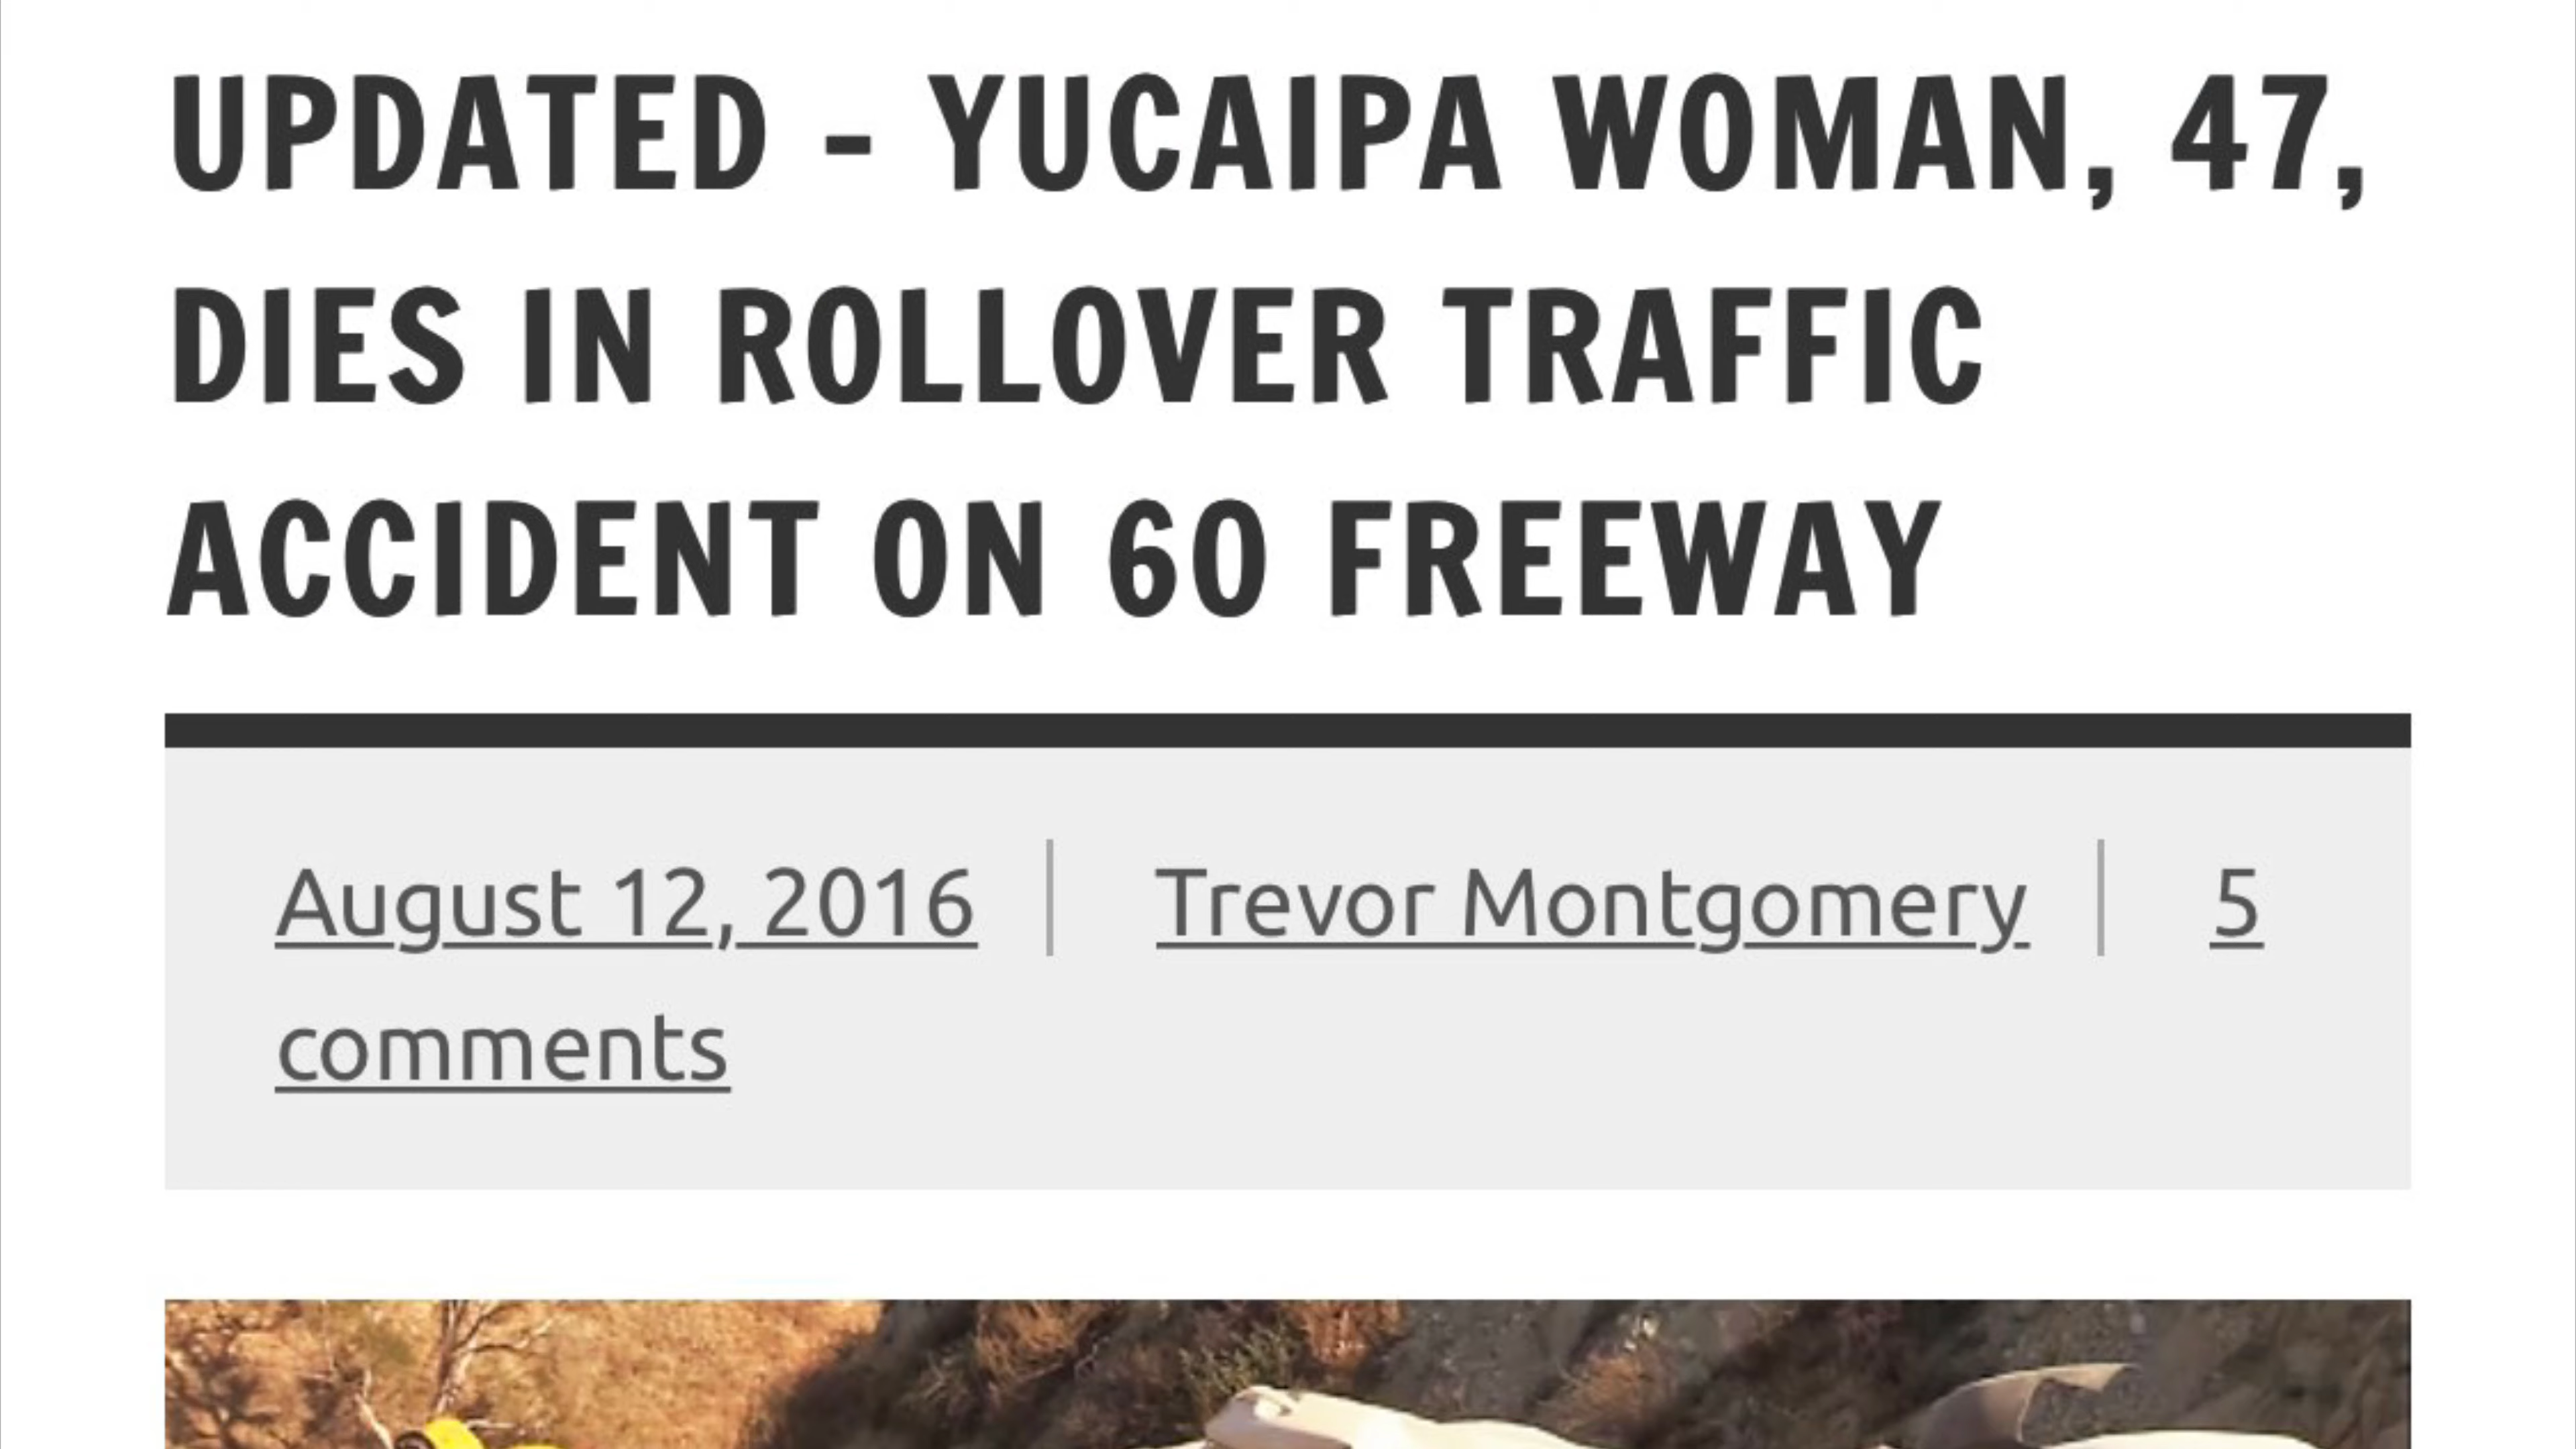 UPDATED - YUCAIPA WOMAN, 47,
DIES IN ROLLOVER TRAFFIC
ACCIDENT ON 60 FREEWAY
August 12, 2016 | Trevor Montgomery | 5
comments